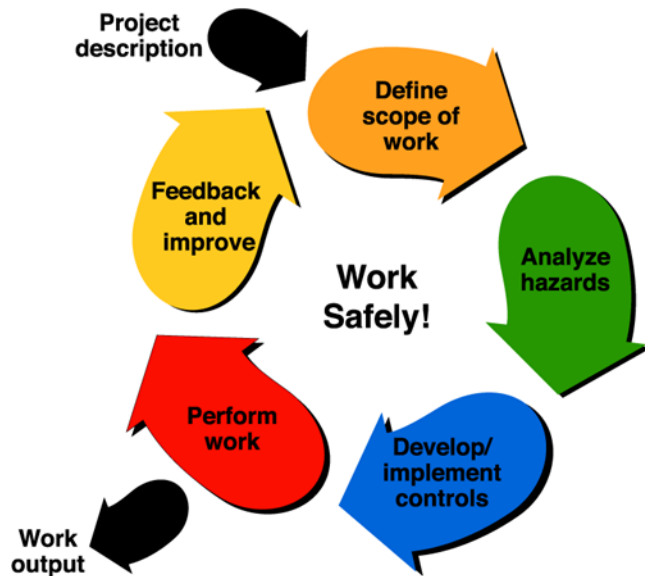 Project
description
Define
scope of
work
Analyze
hazards
Develop/
implement
controls
Perform
work
Work
output
Feedback
and
improve
Work
Safely!